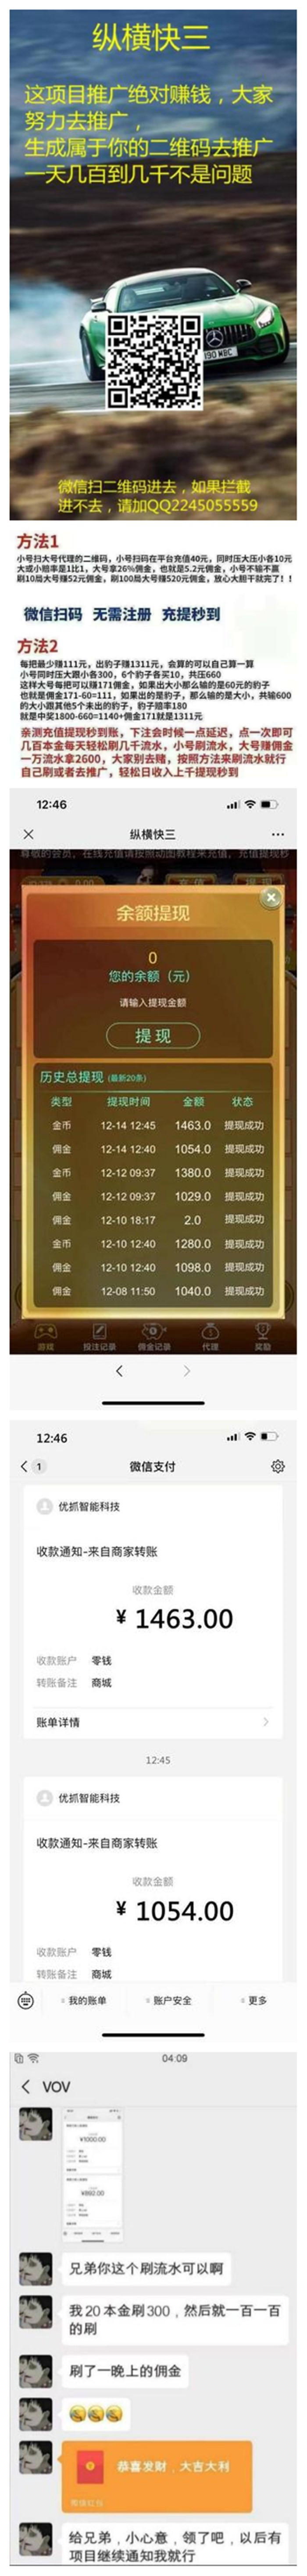 纵横快三
这项目推广绝对赚钱，大家
努力去推广，
生成属于你的二维码去推广
一天几百到几千不是问题
190 MBC
微信扫二维码进去，如果拦截
进不去，请加QQ2245055559
方法1
小号扫大号代理的二维码，小号扫码在平台充值40元，同时压大压小各10元
大或小赔率是1比1，大号拿26%佣金，也就是5.2元佣金，小号不输不赢
刷10局大号赚52元佣金，刷100局大号赚520元佣金，放心大胆干就完了！！
微信扫码 无需注册 充提秒到
方法2
每把最少赚111元，出豹子赚1311元，会算的可以自己算一算
小号同时压大跟小各300，6个豹子各买10，共压660
这样大号每把可以赚171佣金，如果出大小那么输的是60元的豹子
也就是佣金171-60=111，如果出的是豹子，那么输的是大小，共输600
的大小跟其他5个未出的豹子，豹子赔率180
就是中奖1800-660=1140+佣金171就是1311元
亲测充值提现秒到账，下注会时候一点延迟，点一次即可
几百本金每天轻松刷几千流水，小号刷流水，大号赚佣金
一万流水拿2600，大家别去赌，按照方法来刷流水就行
自己刷或者去推广，轻松日收入上千提现秒到
12:46
纵横快三
尊敬的会员，在线充值请按照动图教程来充值，充值提现秒
余额提现
0
您的余额（元）
请输入提现金额
提现
历史总提现 (最新20条)
类型 提现时间 金额 状态
金币 12-14 12:45 1463.0 提现成功
佣金 12-14 12:40 1054.0 提现成功
金币 12-12 09:37 1380.0 提现成功
佣金 12-12 09:37 1029.0 提现成功
佣金 12-10 18:17 2.0 提现成功
金币 12-10 12:40 1280.0 提现成功
佣金 12-10 12:40 1098.0 提现成功
佣金 12-08 11:50 1040.0 提现成功
游戏 投注记录 佣金记录 代理 奖励
12:46
1 微信支付
优抓智能科技
收款通知-来自商家转账
收款金额
¥ 1463.00
收款账户 零钱
转账备注 商城
账单详情
12:45
优抓智能科技
收款通知-来自商家转账
收款金额
¥ 1054.00
收款账户 零钱
转账备注 商城
我的账单 账户安全 更多
04:09
VOV
¥1000.00
¥892.00
兄弟你这个刷流水可以啊
我20本金刷300，然后就一百一百
的刷
刷了一晚上的佣金
恭喜发财，大吉大利
微信红包
给兄弟，小心意，领了吧，以后有
项目继续通知我就行